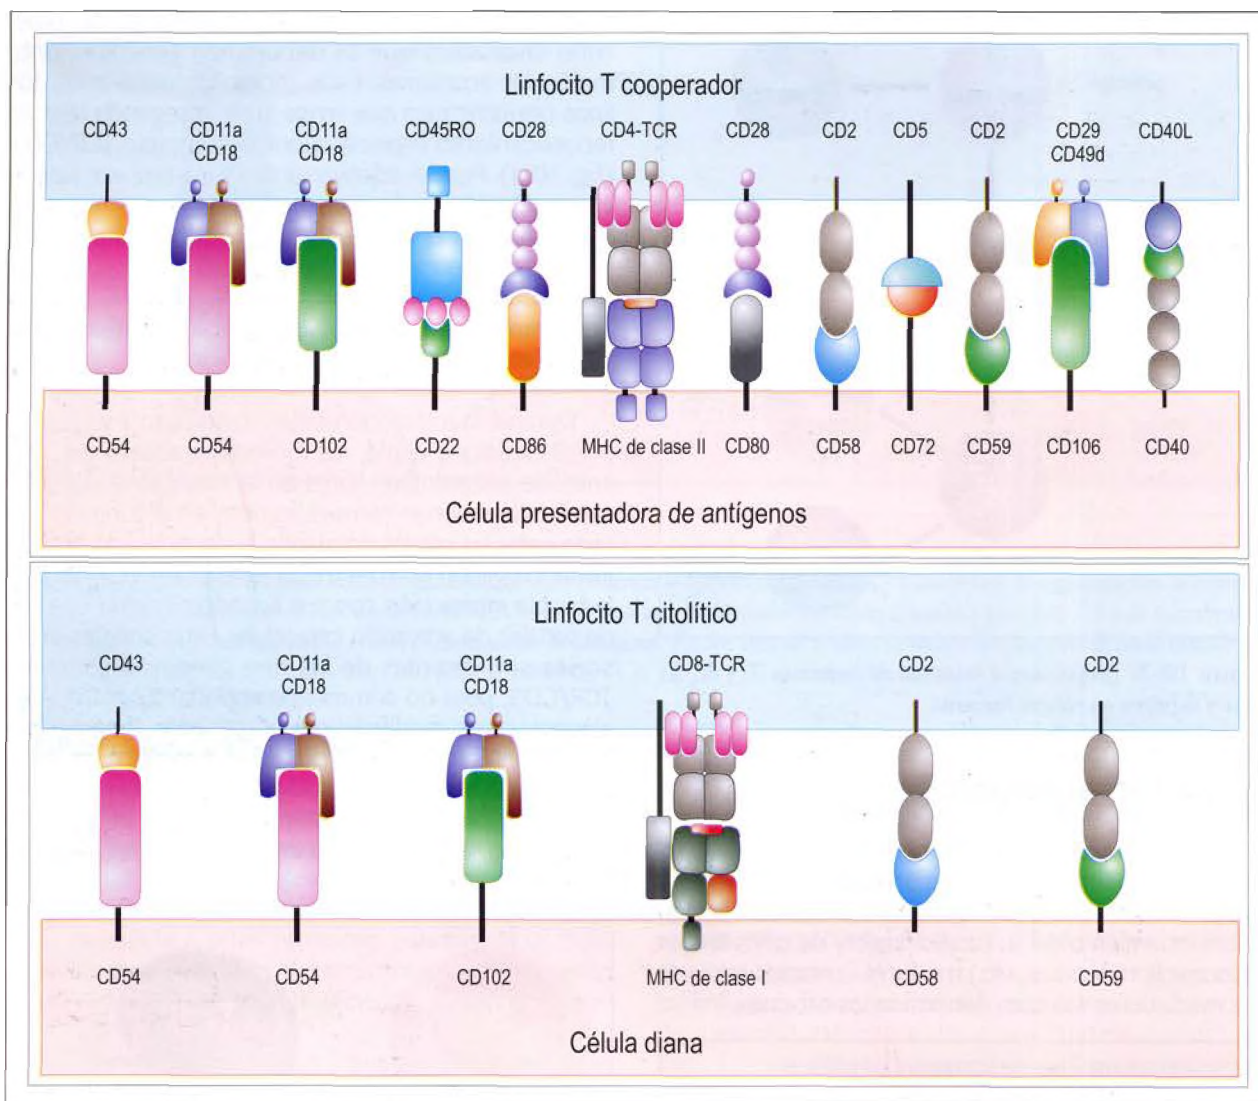 Linfocito T cooperador
CD43 CD11a CD11a CD45RO CD28 CD4-TCR CD28 CD2 CD5 CD2 CD29 CD40L
CD18 CD18 CD49d
CD54 CD54 CD102 CD22 CD86 MHC de clase II CD80 CD58 CD72 CD59 CD106 CD40
Célula presentadora de antígenos
Linfocito T citolítico
CD43 CD11a CD11a CD8-TCR CD2 CD2
CD18 CD18
CD54 CD54 CD102 MHC de clase I CD58 CD59
Célula diana